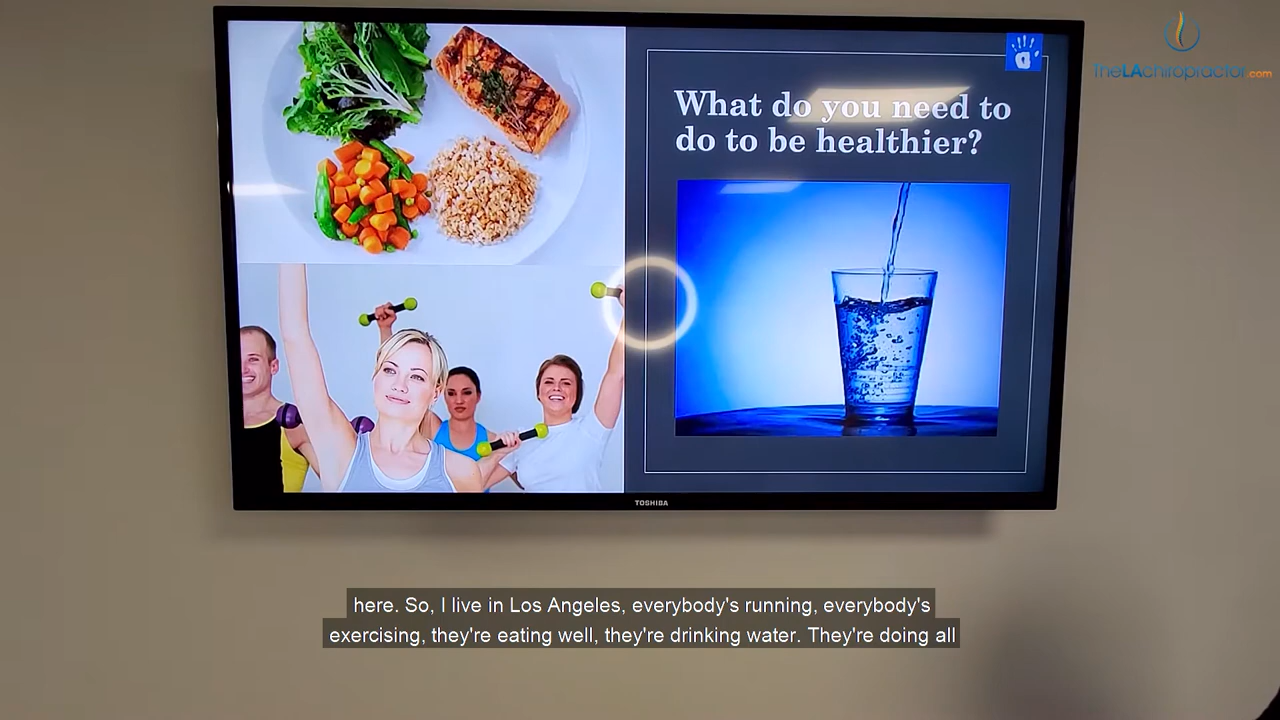 TheLAchiropractor.com
What do you need to
do to be healthier?
TOSHIBA
here. So, I live in Los Angeles, everybody's running, everybody's
exercising, they're eating well, they're drinking water. They're doing all